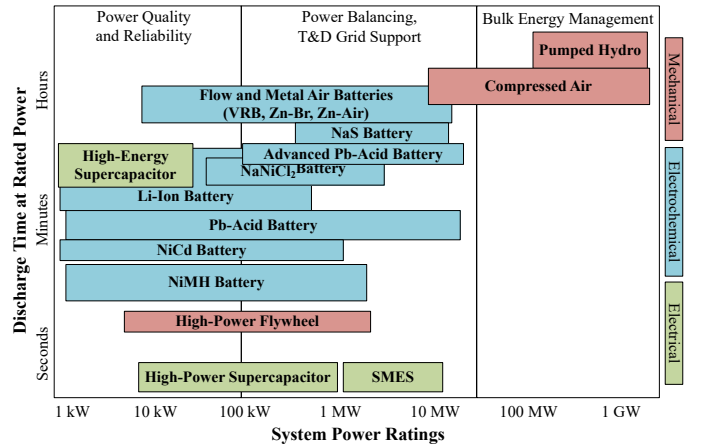 Power Quality
and Reliability
Power Balancing,
T&D Grid Support
Bulk Energy Management
Pumped Hydro
Compressed Air
Flow and Metal Air Batteries
(VRB, Zn-Br, Zn-Air)
NaS Battery
Advanced Pb-Acid Battery
High-Energy
Supercapacitor
NaNiCl₂Battery
Li-Ion Battery
Pb-Acid Battery
NiCd Battery
NiMH Battery
High-Power Flywheel
High-Power Supercapacitor
SMES
Discharge Time at Rated Power
Hours
Minutes
Seconds
Mechanical
Electrochemical
Electrical
1 kW 10 kW 100 kW 1 MW 10 MW 100 MW 1 GW
System Power Ratings